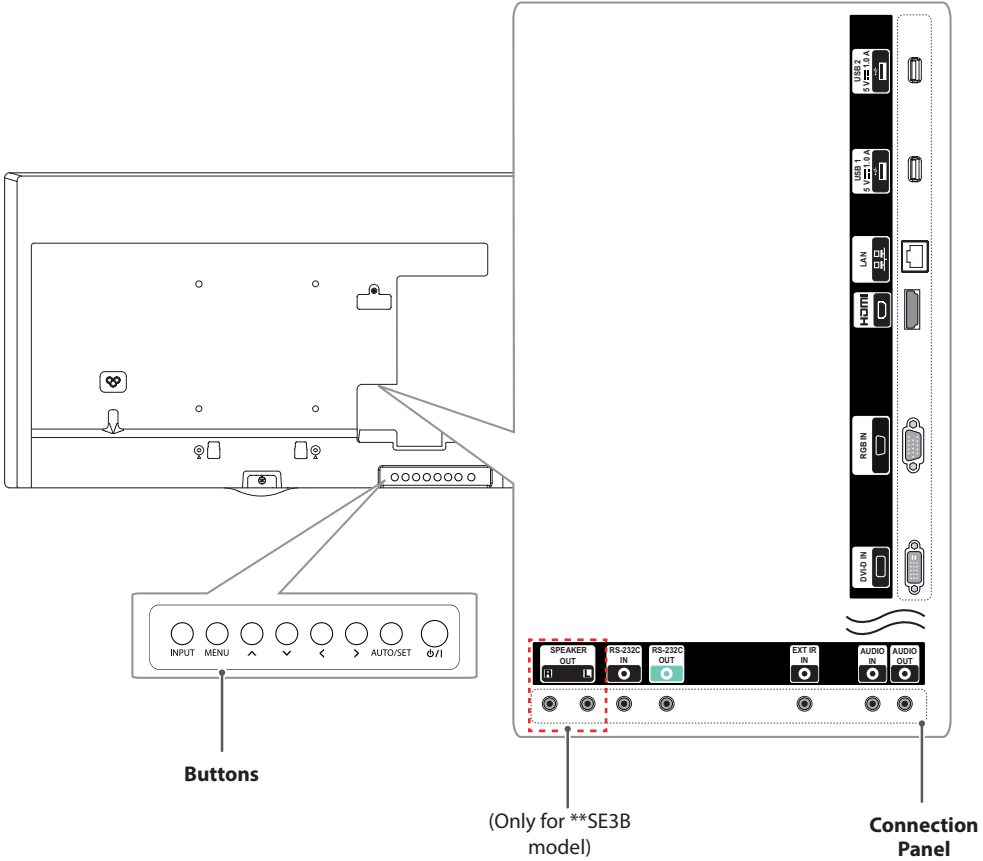 USB 2
5 V⎓1.0 A
USB 1
5 V⎓1.0 A
LAN
HDMI
RGB IN
DVI-D IN
INPUT MENU AUTO/SET
SPEAKER
OUT
R L
RS-232C
IN
RS-232C
OUT
EXT IR
IN
AUDIO
IN
AUDIO
OUT
Buttons
(Only for **SE3B
model)
Connection
Panel